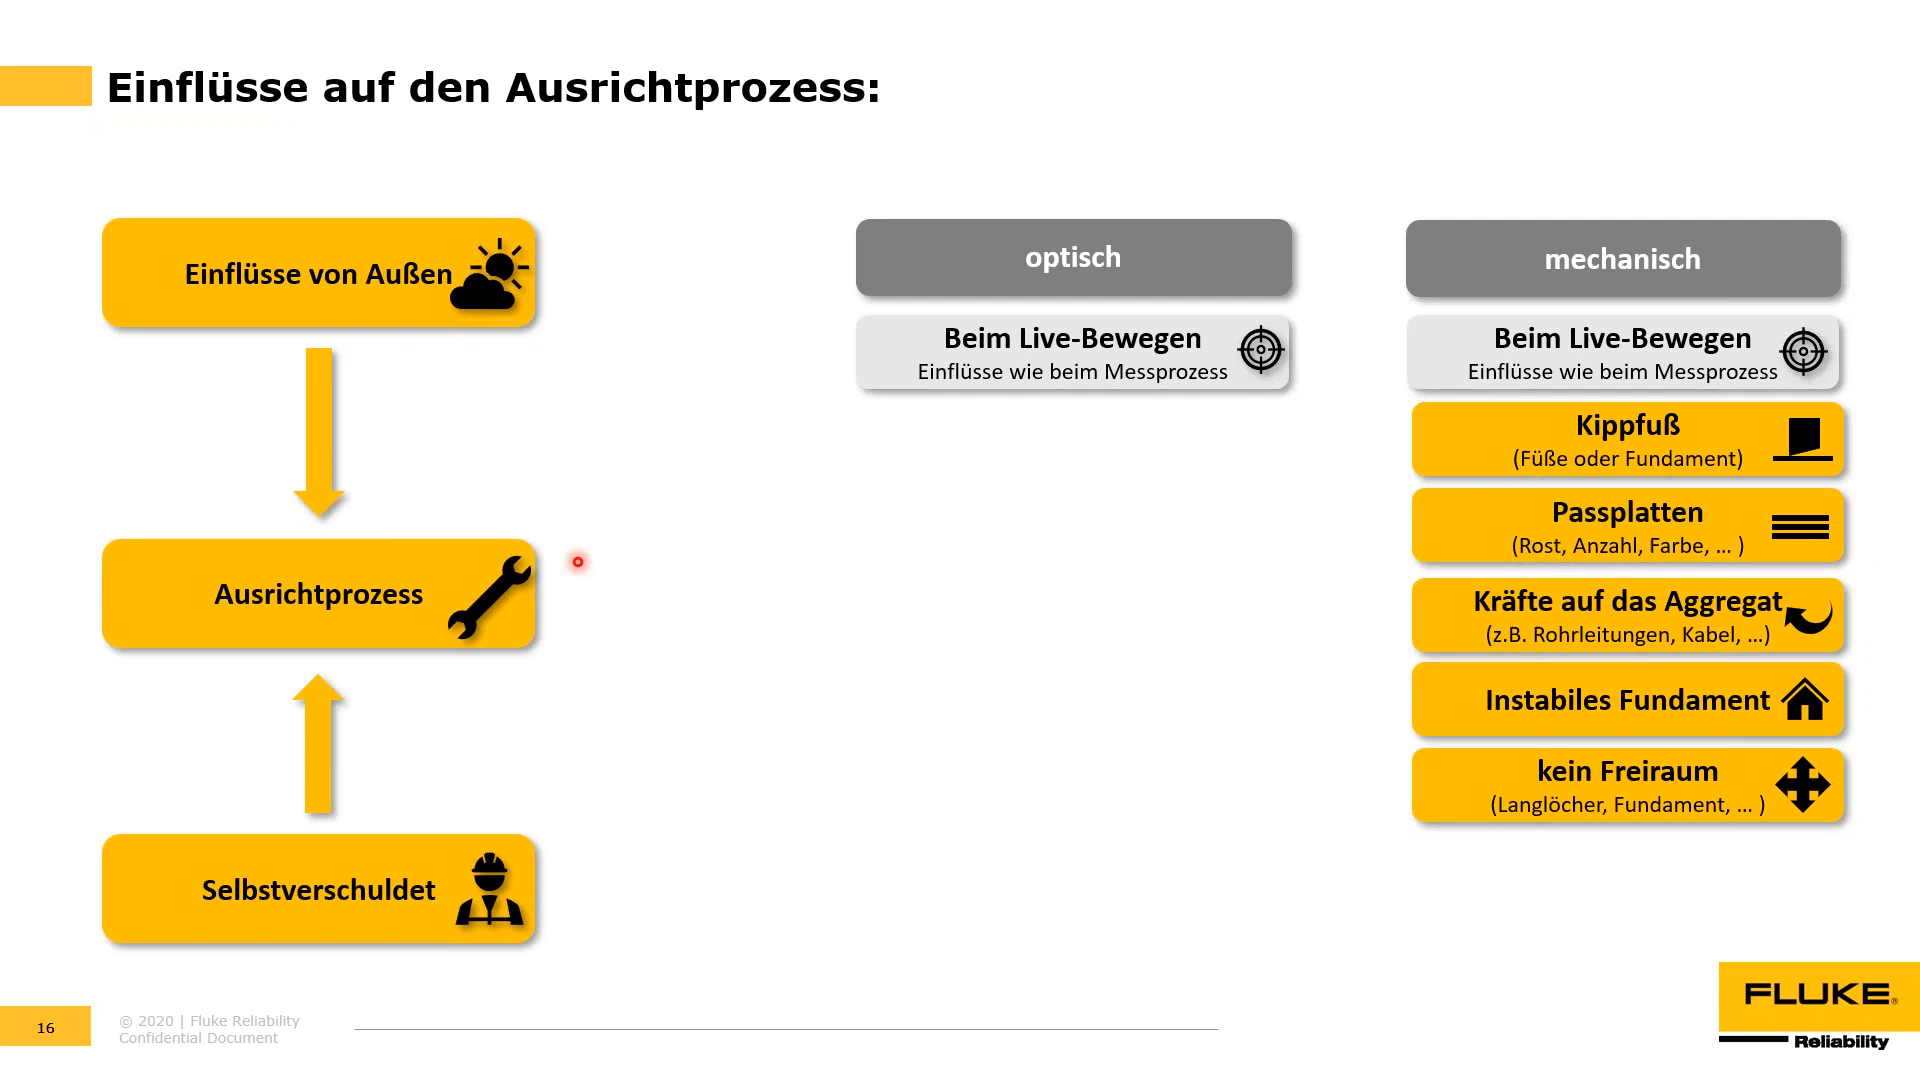 Einflüsse auf den Ausrichtprozess:
Einflüsse von Außen
Ausrichtprozess
Selbstverschuldet
optisch
Beim Live-Bewegen
Einflüsse wie beim Messprozess
mechanisch
Beim Live-Bewegen
Einflüsse wie beim Messprozess
Kippfuß
(Füße oder Fundament)
Passplatten
(Rost, Anzahl, Farbe, ... )
Kräfte auf das Aggregat
(z.B. Rohrleitungen, Kabel, ...)
Instabiles Fundament
kein Freiraum
(Langlöcher, Fundament, ... )
16
© 2020 | Fluke Reliability
Confidential Document
FLUKE®
Reliability